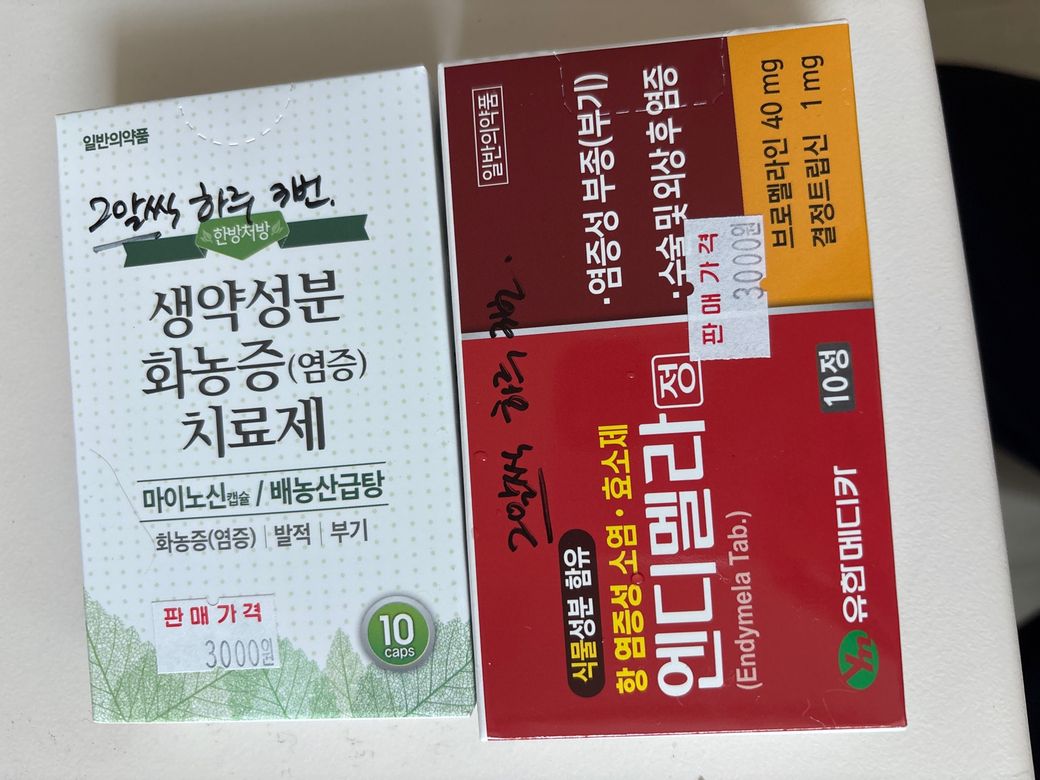 일반의약품
2알씩 하루 3번.
한방처방
생약성분
화농증(염증)
치료제
마이노신캡슐 / 배농산급탕
화농증(염증) | 발적 | 부기
판매가격
3000원
10
caps
일반의약품
·염증성 부종(부기)
·수술 및 외상 후 염증
브로멜라인 40 mg
결정트립신 1 mg
판매가격
3000원
2알씩 하루 3번.
식물성분 함유
항 염증성 소염·효소제
엔디멜라정
(Endymela Tab.)
10정
유한메디카